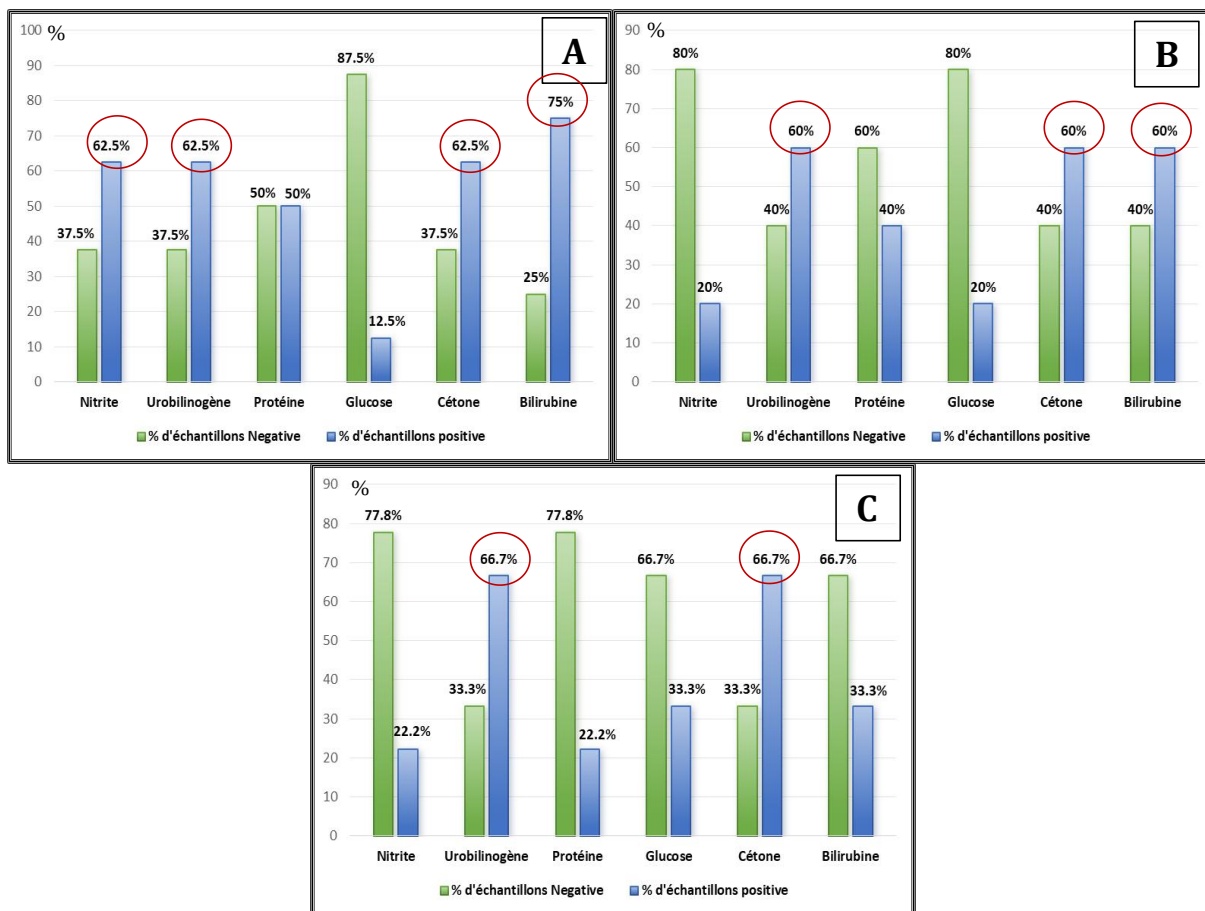 %
A
100
90
80
70
60
50
40
30
20
10
0
37.5% 62.5% 37.5% 62.5% 50% 50% 87.5% 12.5% 37.5% 62.5% 25% 75%
Nitrite Urobilinogène Protéine Glucose Cétone Bilirubine
% d'échantillons Negative % d'échantillons positive
%
B
90
80
70
60
50
40
30
20
10
0
80% 20% 40% 60% 60% 40% 80% 20% 40% 60% 40% 60%
Nitrite Urobilinogène Protéine Glucose Cétone Bilirubine
% d'échantillons Negative % d'échantillons positive
%
C
90
80
70
60
50
40
30
20
10
0
77.8% 22.2% 33.3% 66.7% 77.8% 22.2% 66.7% 33.3% 33.3% 66.7% 66.7% 33.3%
Nitrite Urobilinogène Protéine Glucose Cétone Bilirubine
% d'échantillons Negative % d'échantillons positive